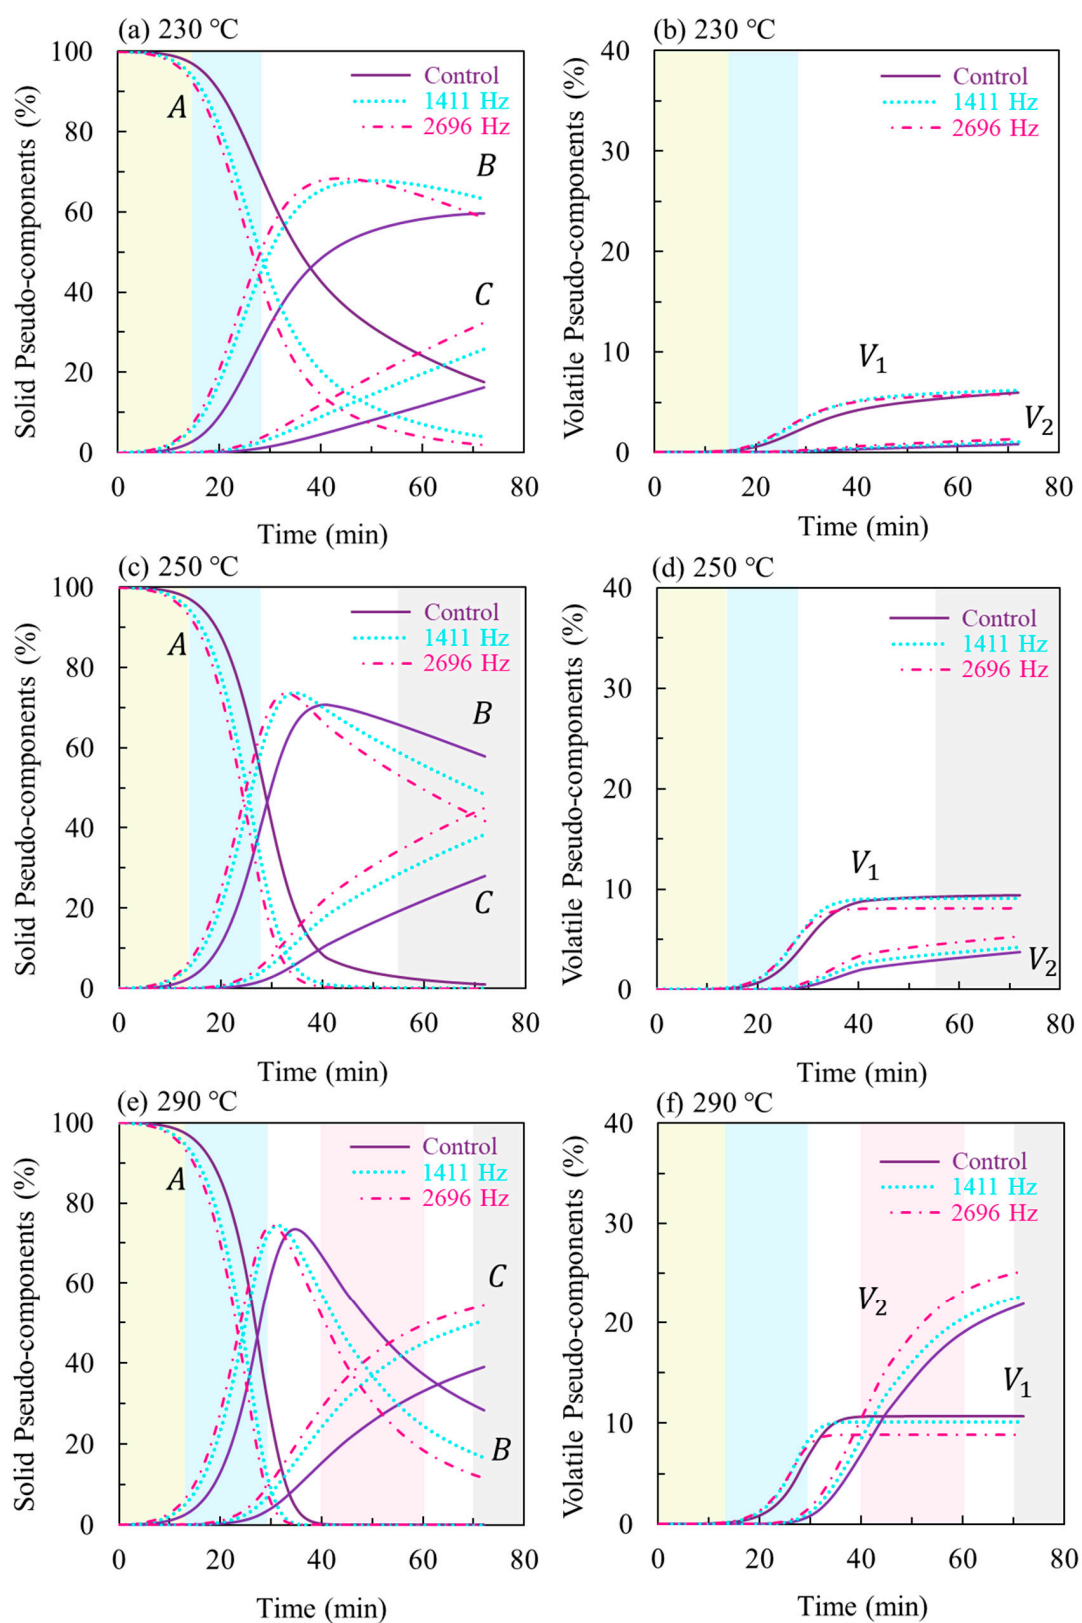 (a) 230 °C
(b) 230 °C
100
80
60
40
20
0
Solid Pseudo-components (%)
Control
1411 Hz
2696 Hz
A
B
C
0 20 40 60 80
Time (min)
40
30
20
10
0
Volatile Pseudo-components (%)
Control
1411 Hz
2696 Hz
V1
V2
0 20 40 60 80
Time (min)
(c) 250 °C
(d) 250 °C
100
80
60
40
20
0
Solid Pseudo-components (%)
Control
1411 Hz
2696 Hz
A
B
C
0 20 40 60 80
Time (min)
40
30
20
10
0
Volatile Pseudo-components (%)
Control
1411 Hz
2696 Hz
V1
V2
0 20 40 60 80
Time (min)
(e) 290 °C
(f) 290 °C
100
80
60
40
20
0
Solid Pseudo-components (%)
Control
1411 Hz
2696 Hz
A
C
B
0 20 40 60 80
Time (min)
40
30
20
10
0
Volatile Pseudo-components (%)
Control
1411 Hz
2696 Hz
V2
V1
0 20 40 60 80
Time (min)